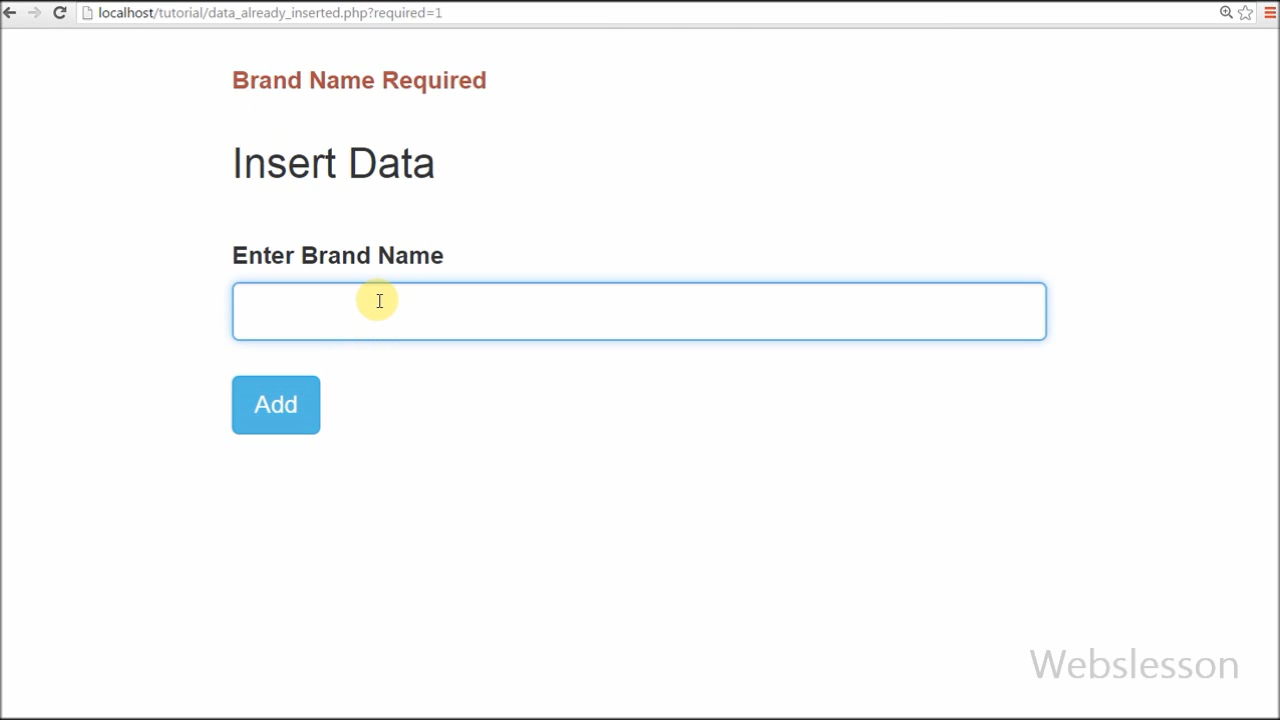 localhost/tutorial/data_already_inserted.php?required=1
Brand Name Required
Insert Data
Enter Brand Name
Add
Webslesson